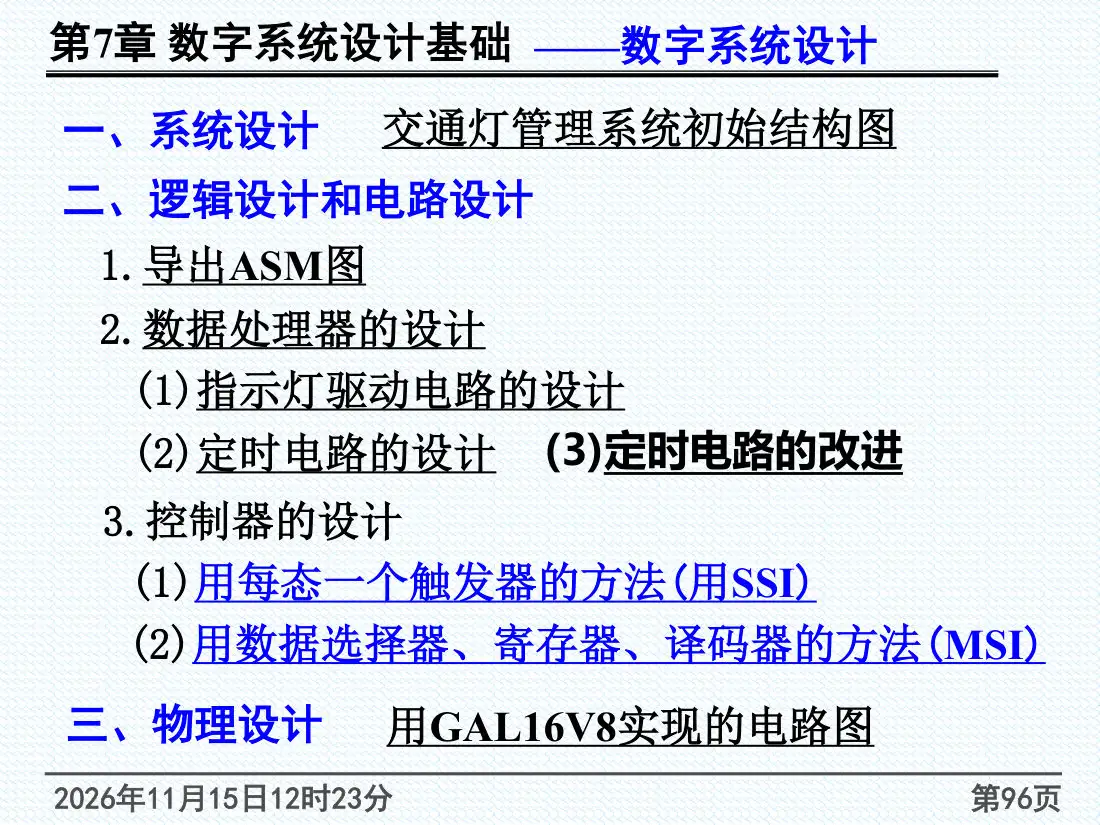 第7章 数字系统设计基础 ——数字系统设计
一、系统设计 交通灯管理系统初始结构图
二、逻辑设计和电路设计
1.导出ASM图
2.数据处理器的设计
(1)指示灯驱动电路的设计
(2)定时电路的设计 (3)定时电路的改进
3.控制器的设计
(1)用每态一个触发器的方法(用SSI)
(2)用数据选择器、寄存器、译码器的方法(MSI)
三、物理设计 用GAL16V8实现的电路图
2026年11月15日12时23分 第96页